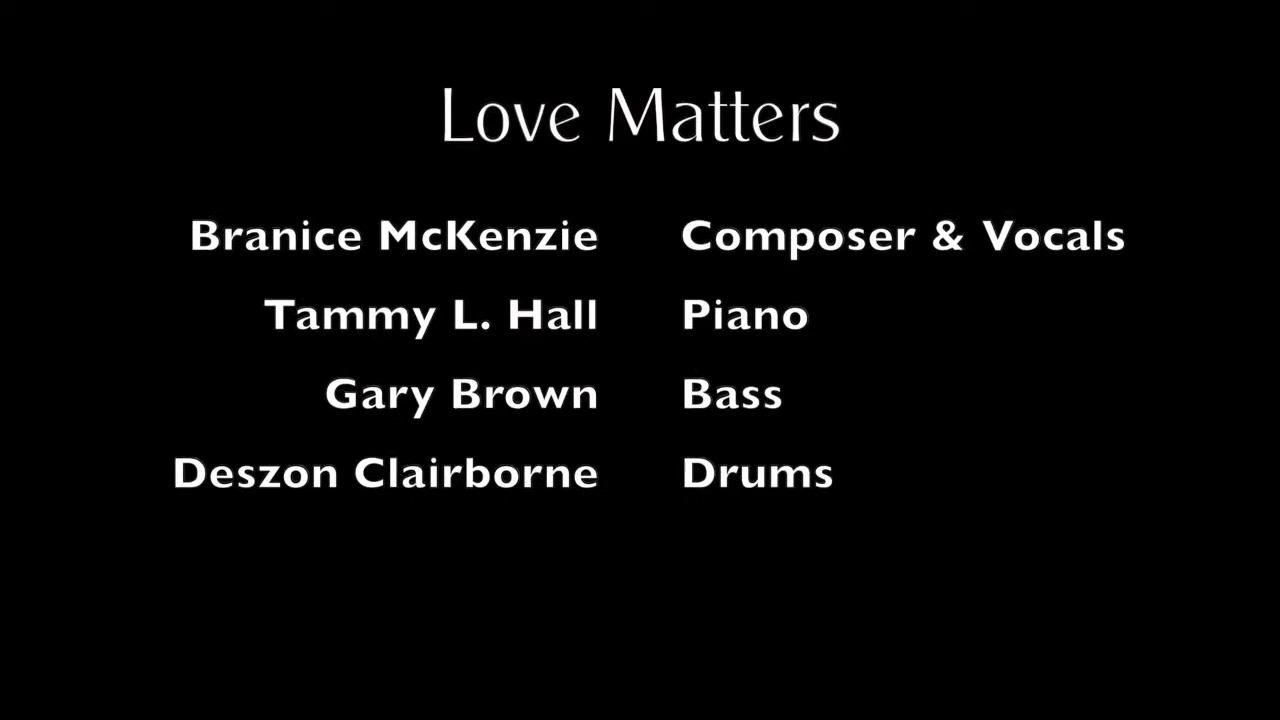 Love Matters
Branice McKenzie Composer & Vocals
Tammy L. Hall Piano
Gary Brown Bass
Deszon Clairborne Drums